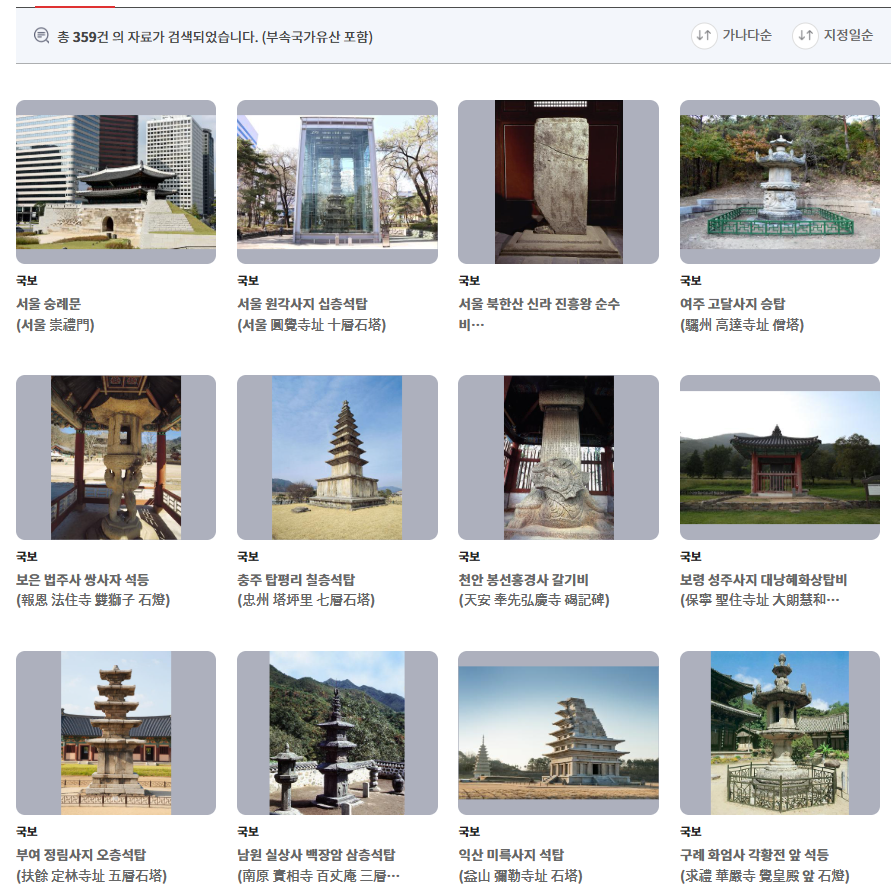 총 359건 의 자료가 검색되었습니다. (부속국가유산 포함)
가나다순
지정일순
국보
서울 숭례문
(서울 崇禮門)
국보
서울 원각사지 십층석탑
(서울 圓覺寺址 十層石塔)
국보
서울 북한산 신라 진흥왕 순수
비…
국보
여주 고달사지 승탑
(驪州 高達寺址 僧塔)
국보
보은 법주사 쌍사자 석등
(報恩 法住寺 雙獅子 石燈)
국보
충주 탑평리 칠층석탑
(忠州 塔坪里 七層石塔)
국보
천안 봉선홍경사 갈기비
(天安 奉先弘慶寺 碣記碑)
국보
보령 성주사지 대낭혜화상탑비
(保寧 聖住寺址 大朗慧和…
국보
부여 정림사지 오층석탑
(扶餘 定林寺址 五層石塔)
국보
남원 실상사 백장암 삼층석탑
(南原 實相寺 百丈庵 三層…
국보
익산 미륵사지 석탑
(益山 彌勒寺址 石塔)
국보
구례 화엄사 각황전 앞 석등
(求禮 華嚴寺 覺皇殿 앞 石燈)